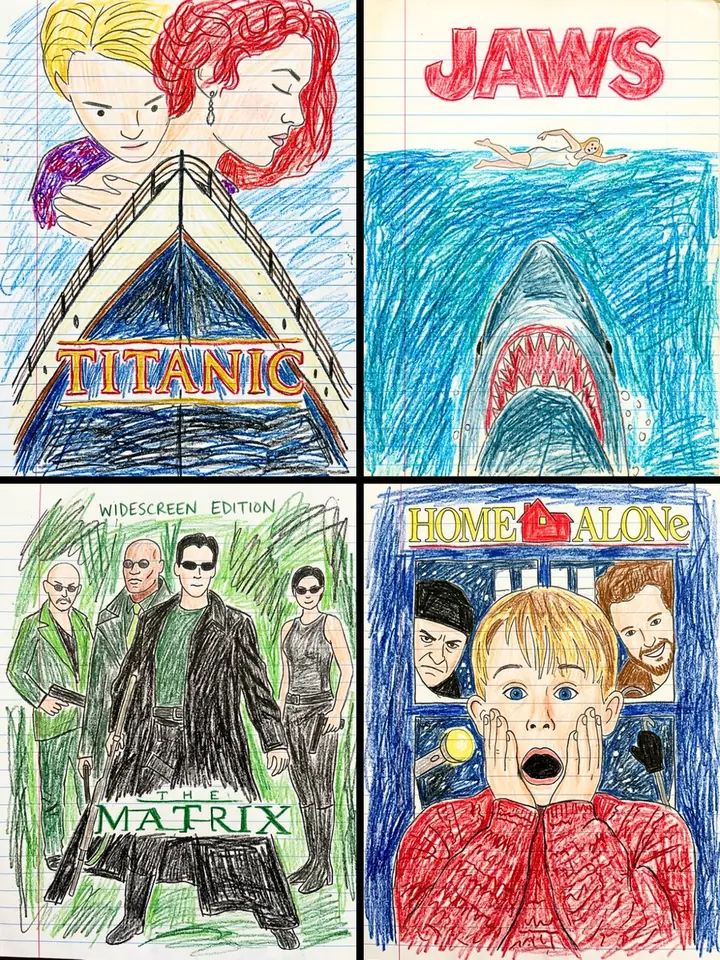 TITANIC
JAWS
WIDESCREEN EDITION
THE
MATRIX
HOME ALONe